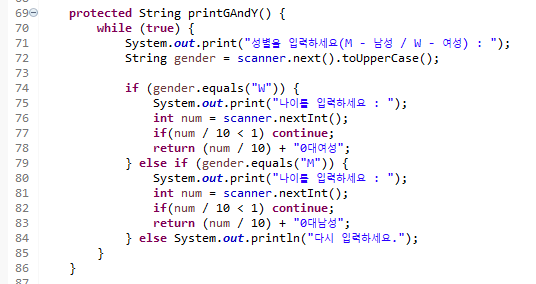 69 protected String printGAndY() {
70 while (true) {
71 System.out.print("성별을 입력하세요(M - 남성 / W - 여성) : ");
72 String gender = scanner.next().toUpperCase();
73
74 if (gender.equals("W")) {
75 System.out.print("나이를 입력하세요 : ");
76 int num = scanner.nextInt();
77 if(num / 10 < 1) continue;
78 return (num / 10) + "0대여성";
79 } else if (gender.equals("M")) {
80 System.out.print("나이를 입력하세요 : ");
81 int num = scanner.nextInt();
82 if(num / 10 < 1) continue;
83 return (num / 10) + "0대남성";
84 } else System.out.println("다시 입력하세요.");
85 }
86 }
87